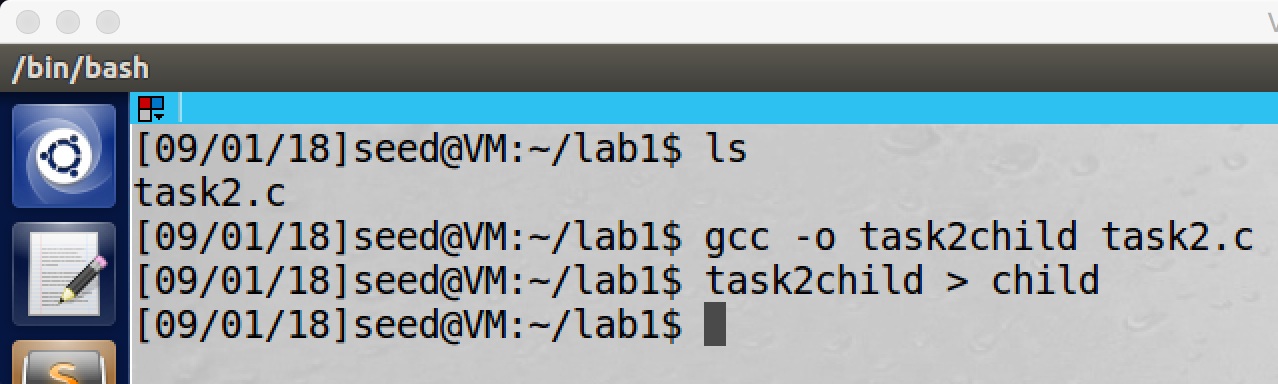 /bin/bash
[09/01/18]seed@VM:~/lab1$ ls
task2.c
[09/01/18]seed@VM:~/lab1$ gcc -o task2child task2.c
[09/01/18]seed@VM:~/lab1$ task2child > child
[09/01/18]seed@VM:~/lab1$